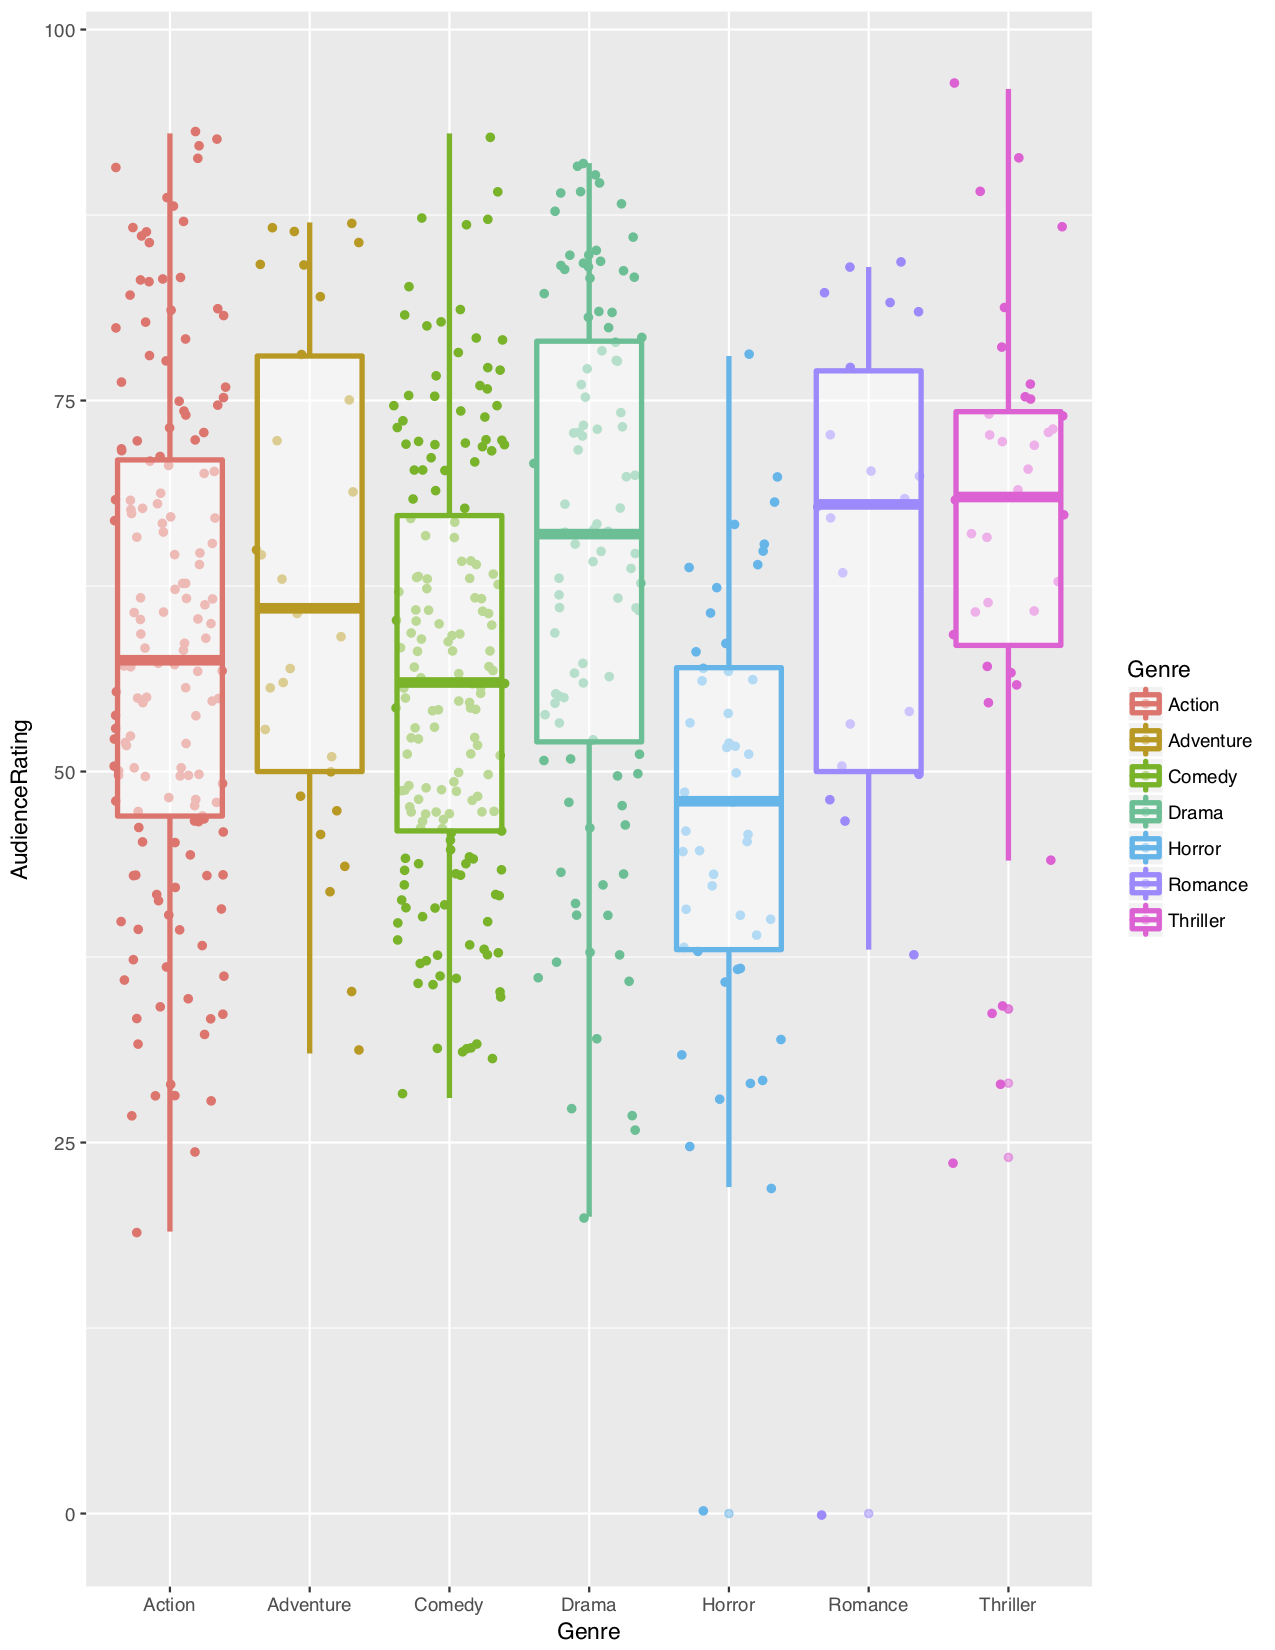 100
75
50
25
0
AudienceRating
Action
Adventure
Comedy
Drama
Horror
Romance
Thriller
Genre
Genre
Action
Adventure
Comedy
Drama
Horror
Romance
Thriller